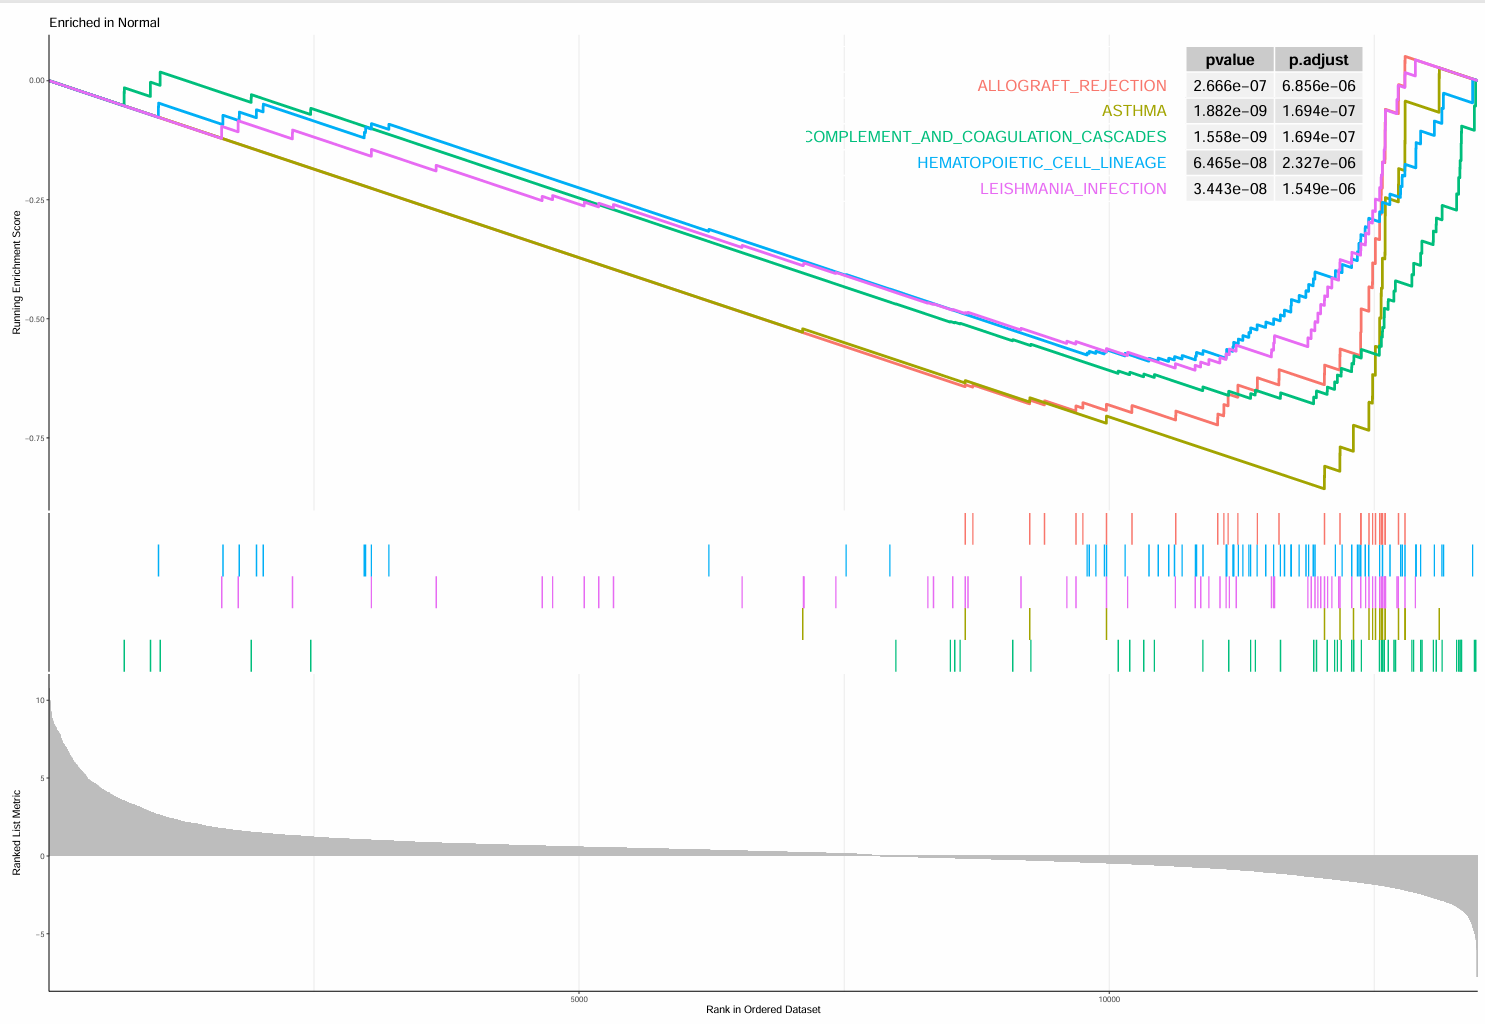 Enriched in Normal
pvalue p.adjust
ALLOGRAFT_REJECTION 2.666e−07 6.856e−06
ASTHMA 1.882e−09 1.694e−07
COMPLEMENT_AND_COAGULATION_CASCADES 1.558e−09 1.694e−07
HEMATOPOIETIC_CELL_LINEAGE 6.465e−08 2.327e−06
LEISHMANIA_INFECTION 3.443e−08 1.549e−06
0.00
−0.25
−0.50
−0.75
Running Enrichment Score
10
5
0
−5
Ranked List Metric
5000 10000
Rank in Ordered Dataset